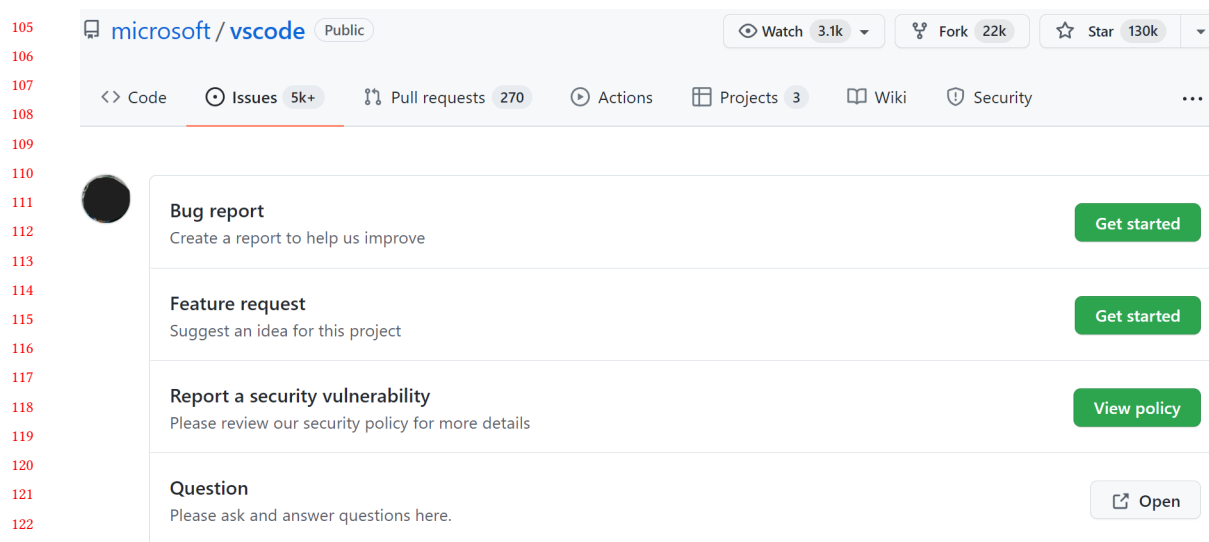 105
106
107
108
109
110
111
112
113
114
115
116
117
118
119
120
121
122
microsoft / vscode Public Watch 3.1k Fork 22k Star 130k
<> Code Issues 5k+ Pull requests 270 Actions Projects 3 Wiki Security ...
Bug report
Create a report to help us improve
Get started
Feature request
Suggest an idea for this project
Get started
Report a security vulnerability
Please review our security policy for more details
View policy
Question
Please ask and answer questions here.
Open